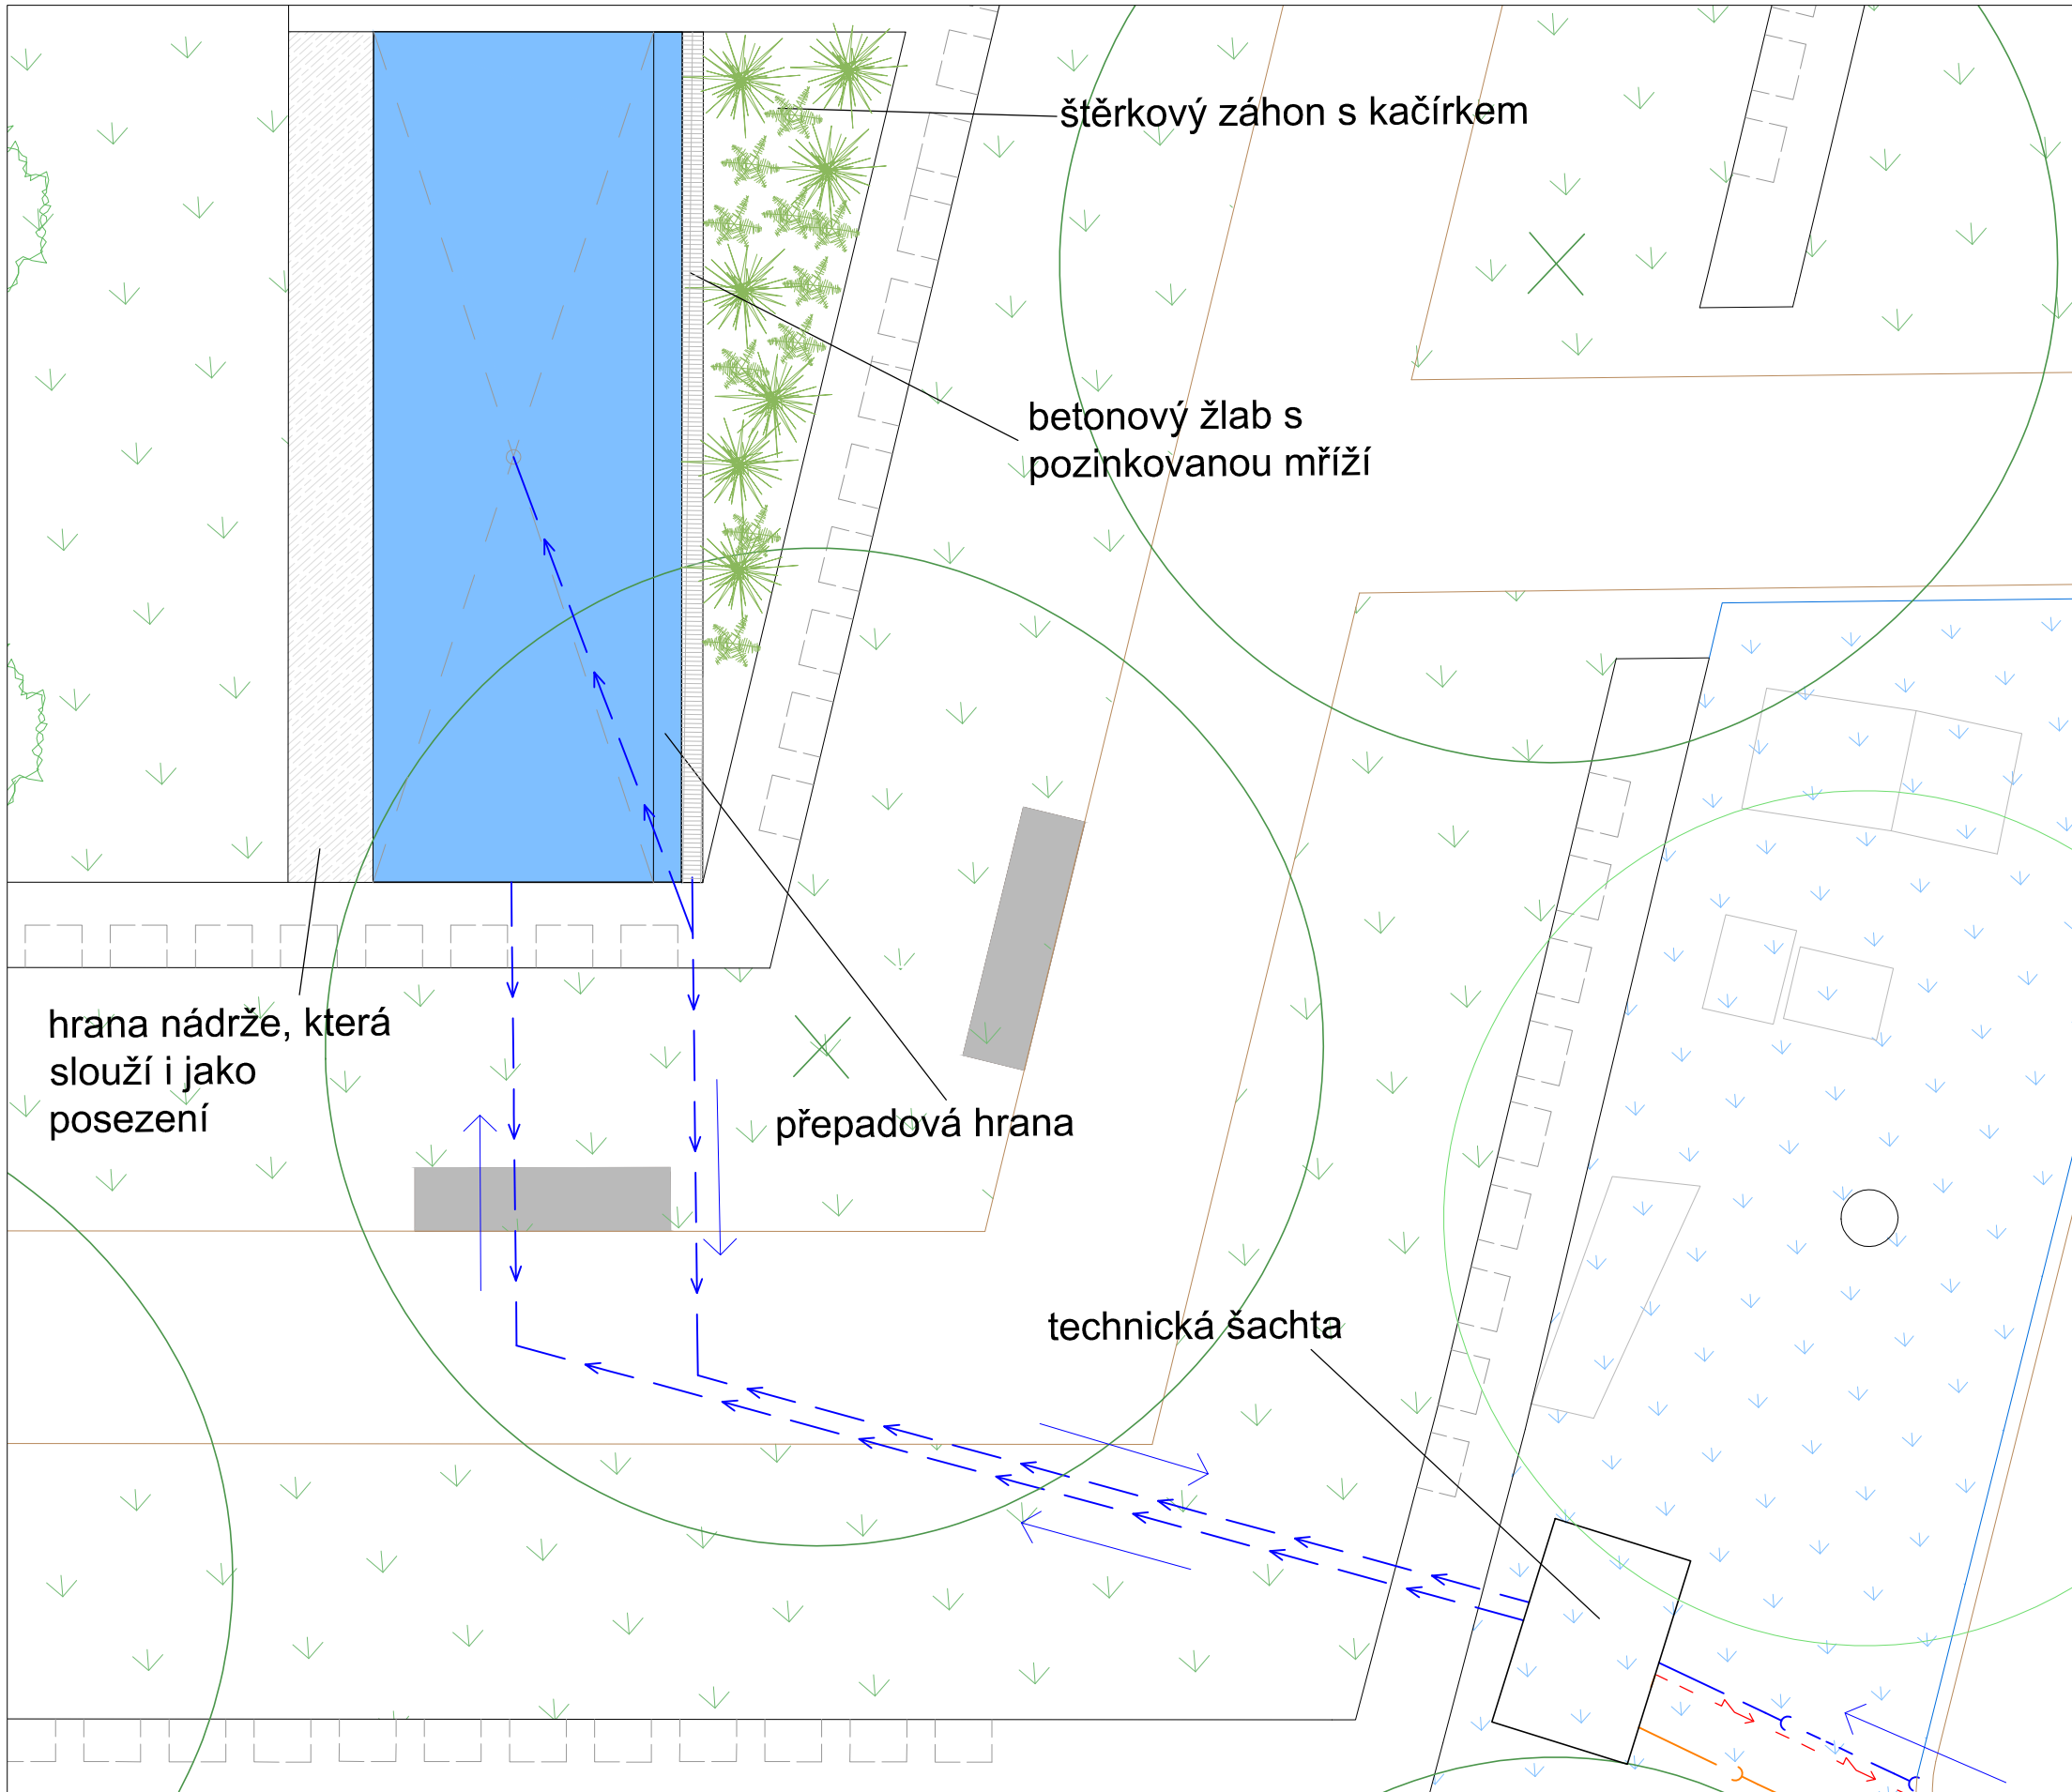 štěrkový záhon s kačírkem
betonový žlab s
pozinkovanou mříží
hrana nádrže, která
slouží i jako
posezení
přepadová hrana
technická šachta